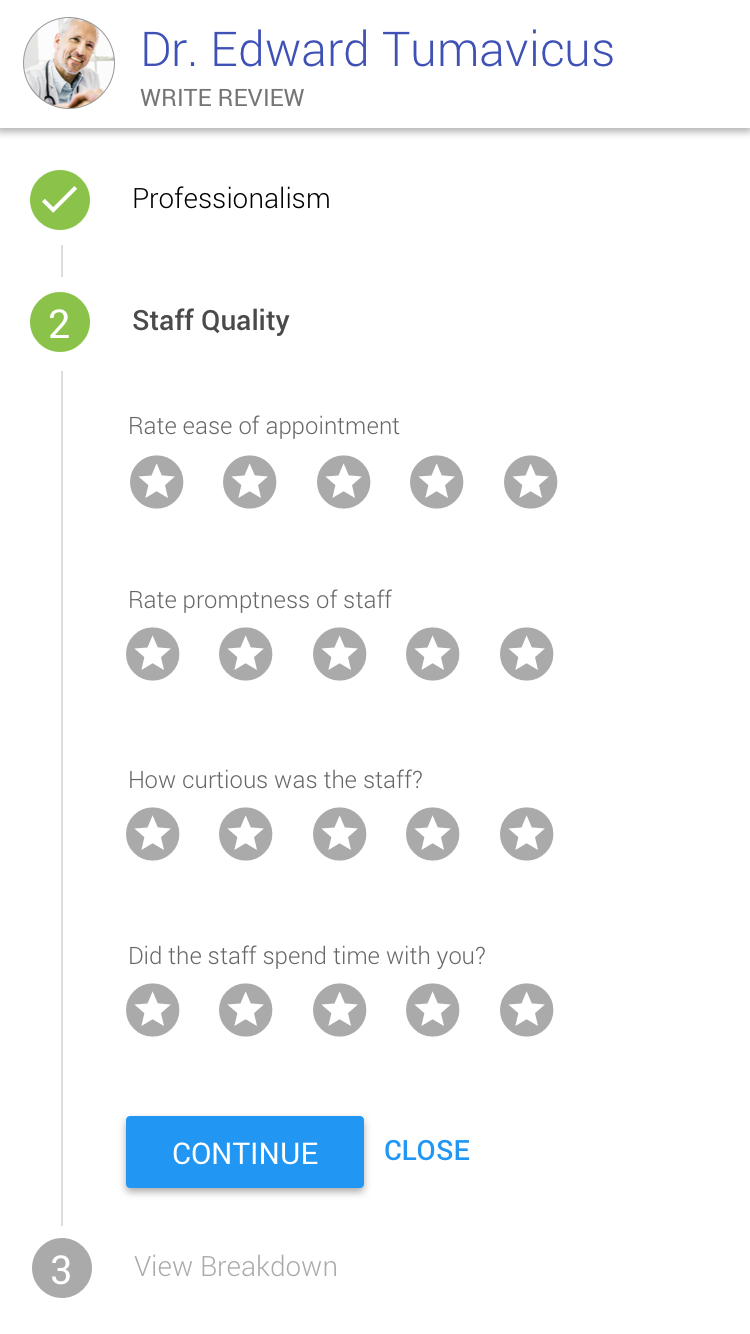 Dr. Edward Tumavicus
WRITE REVIEW
Professionalism
2
Staff Quality
Rate ease of appointment
Rate promptness of staff
How curtious was the staff?
Did the staff spend time with you?
CONTINUE
CLOSE
3
View Breakdown